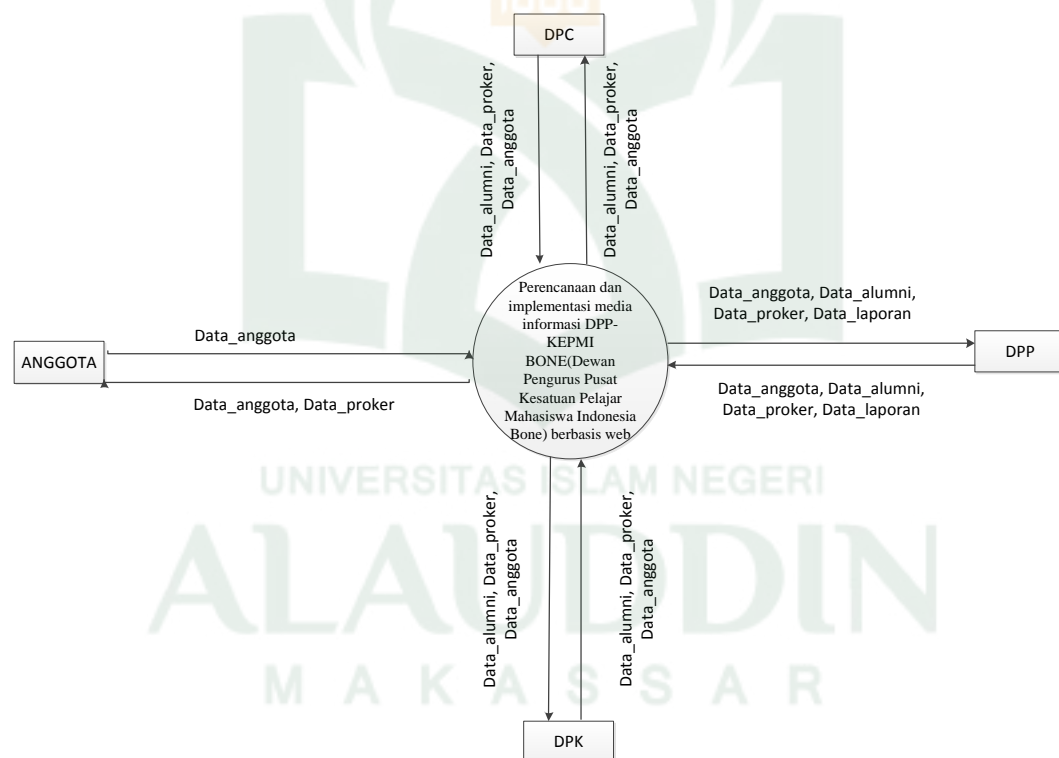 1965
DPC
Data_alumni, Data_proker,
Data_anggota
Data_alumni, Data_proker,
Data_anggota
Perencanaan dan
implementasi media
informasi DPP-
KEPMI
BONE(Dewan
Pengurus Pusat
Kesatuan Pelajar
Mahasiswa Indonesia
Bone) berbasis web
Data_anggota
ANGGOTA
Data_anggota, Data_proker
Data_anggota, Data_alumni,
Data_proker, Data_laporan
DPP
Data_anggota, Data_alumni,
Data_proker, Data_laporan
Data_alumni, Data_proker,
Data_anggota
Data_alumni, Data_proker,
Data_anggota
DPK
UNIVERSITAS ISLAM NEGERI
ALAUDDIN
MAKASSAR